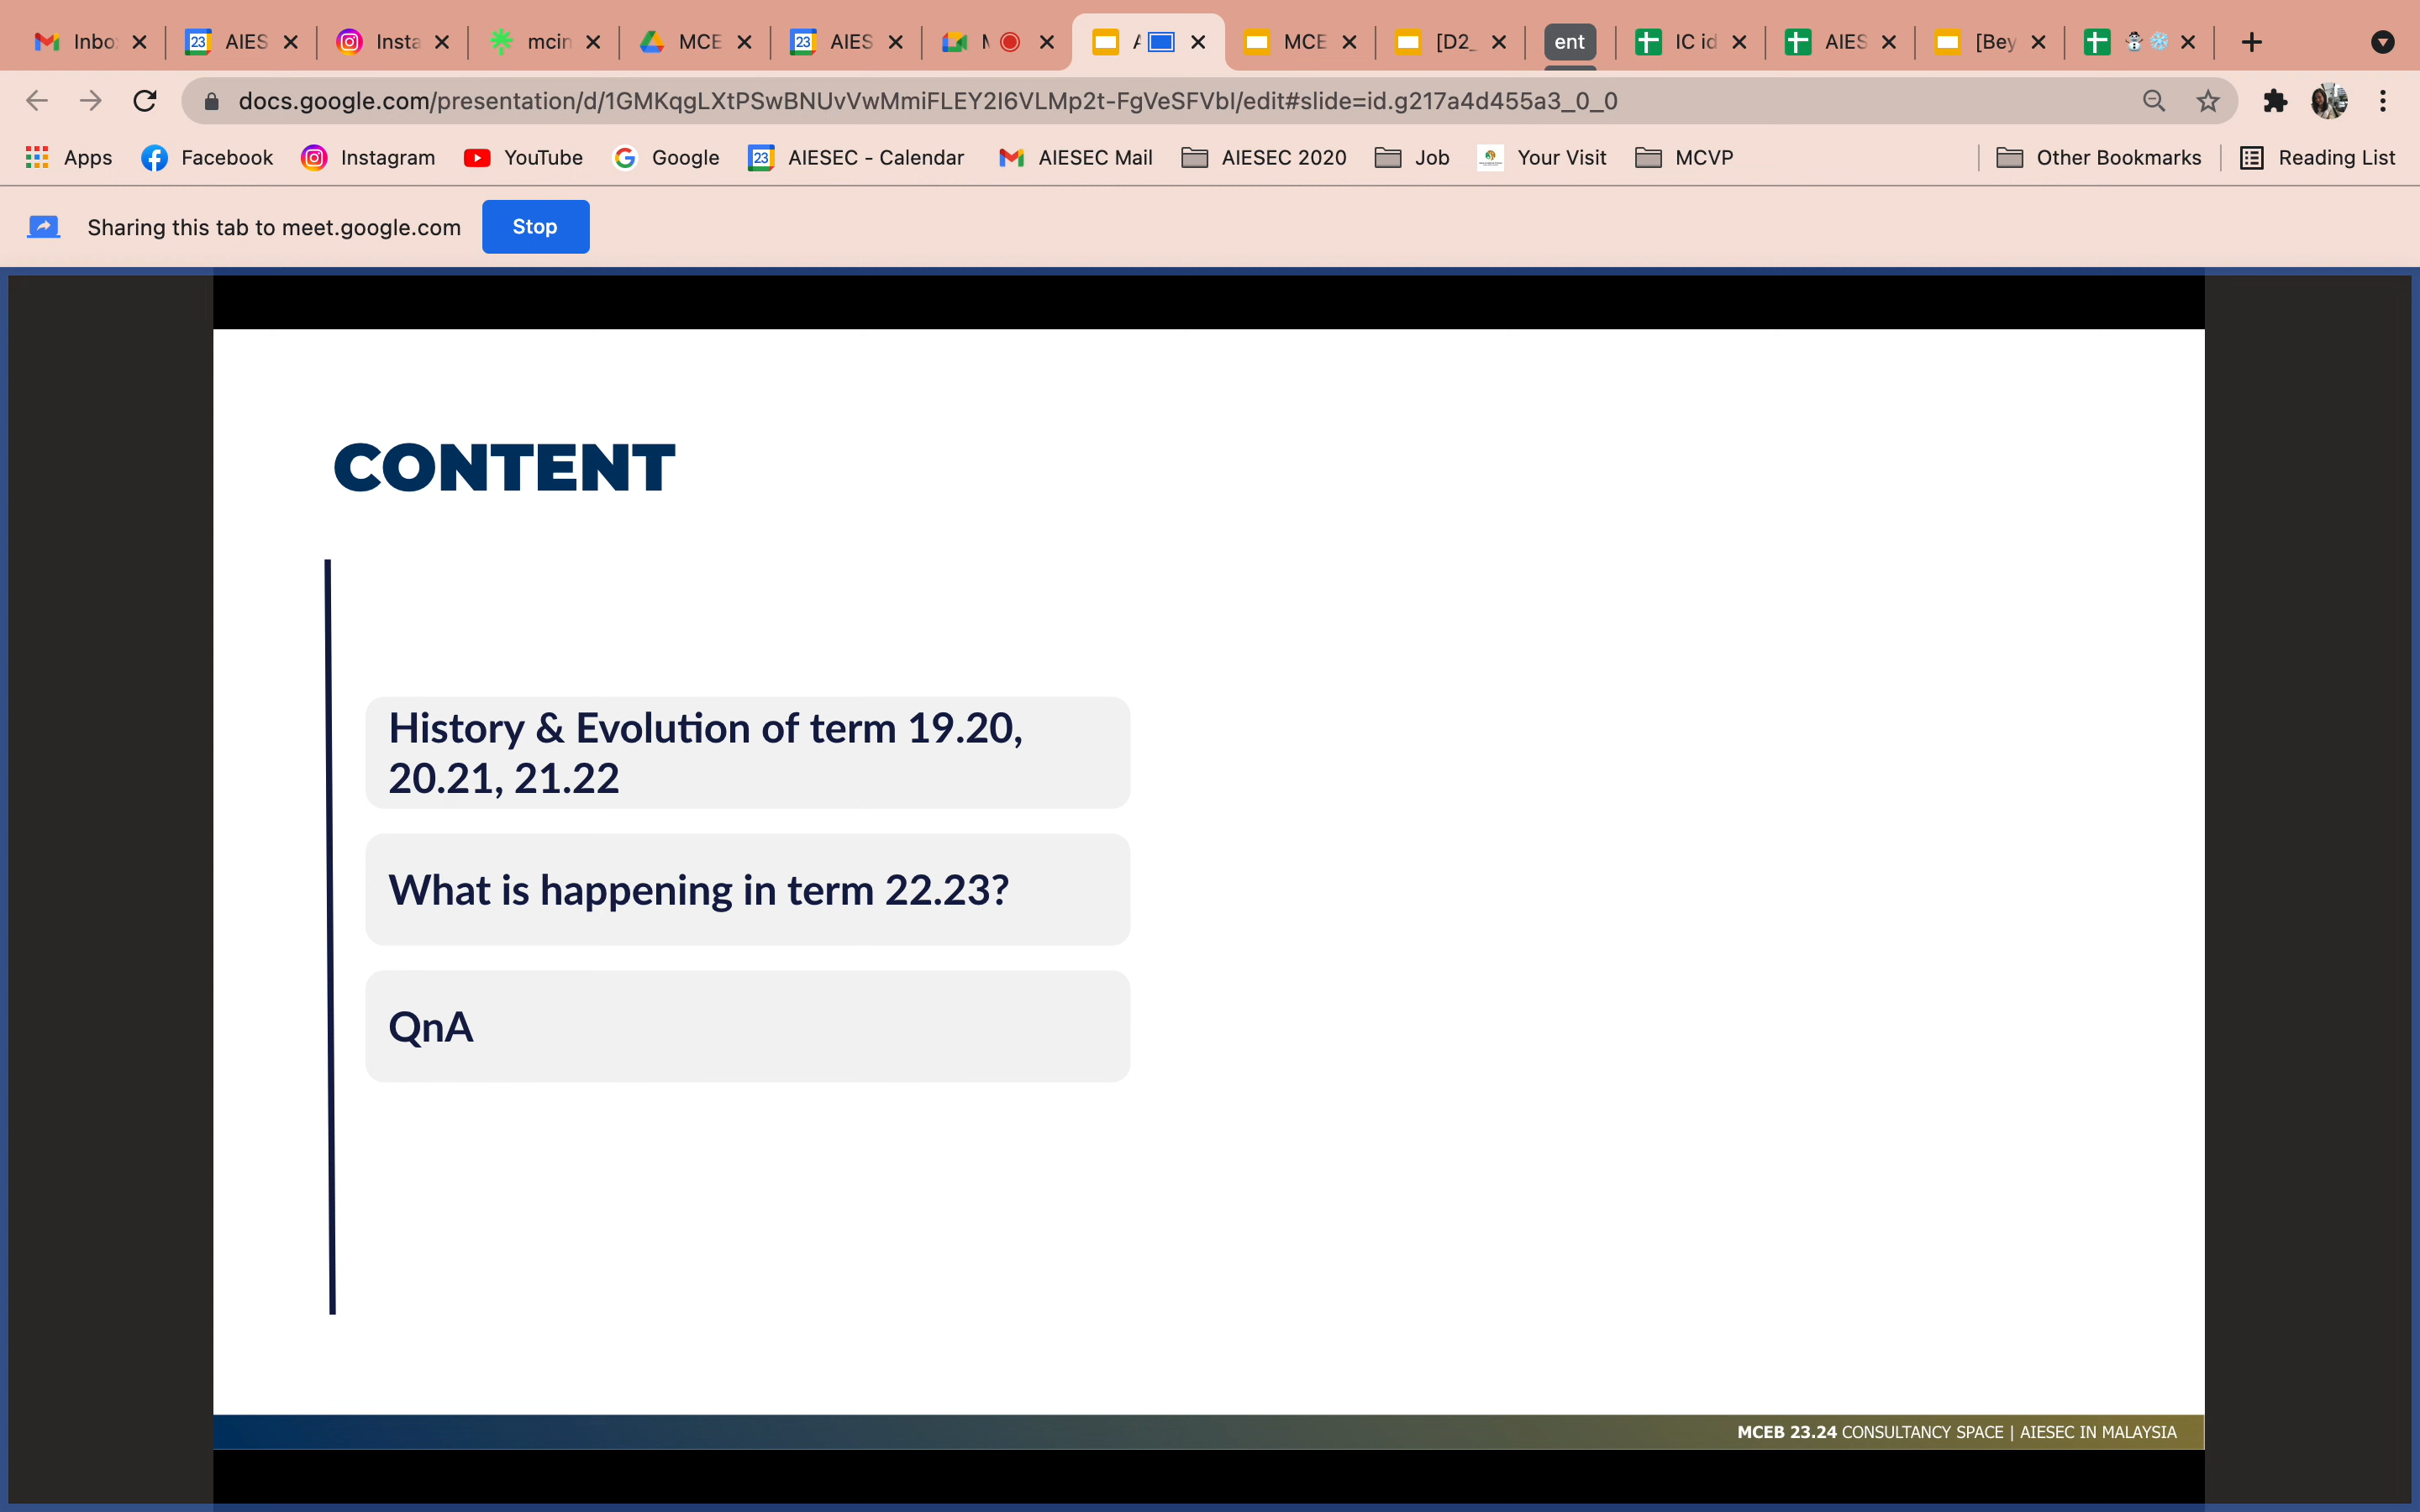 Inbo
AIES
Insta
mcin
MCE
AIES
MCE
[D2_
ent
IC id
AIES
[Bey
docs.google.com/presentation/d/1GMKqgLXtPSwBNUvVwMmiFLEY2I6VLMp2t-FgVeSFVbI/edit#slide=id.g217a4d455a3_0_0
Apps Facebook Instagram YouTube Google AIESEC - Calendar AIESEC Mail AIESEC 2020 Job Your Visit MCVP Other Bookmarks Reading List
Sharing this tab to meet.google.com Stop
CONTENT
History & Evolution of term 19.20,
20.21, 21.22
What is happening in term 22.23?
QnA
MCEB 23.24 CONSULTANCY SPACE | AIESEC IN MALAYSIA